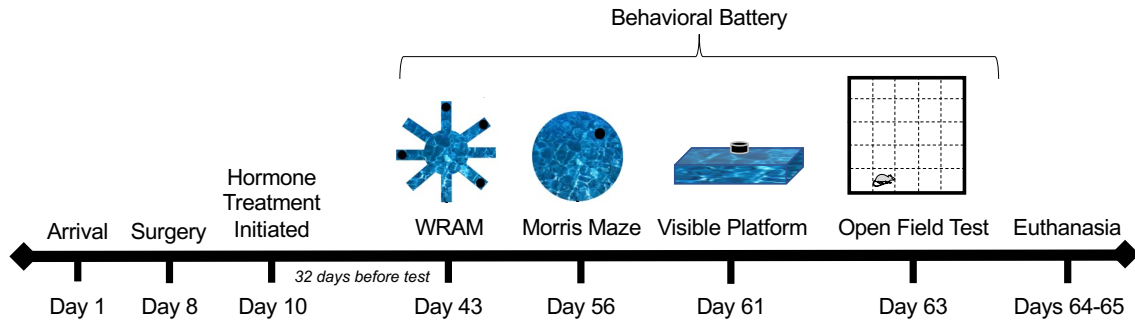 Behavioral Battery
Hormone
Treatment
Initiated
Arrival
Surgery
WRAM
Morris Maze
Visible Platform
Open Field Test
Euthanasia
32 days before test
Day 1
Day 8
Day 10
Day 43
Day 56
Day 61
Day 63
Days 64-65